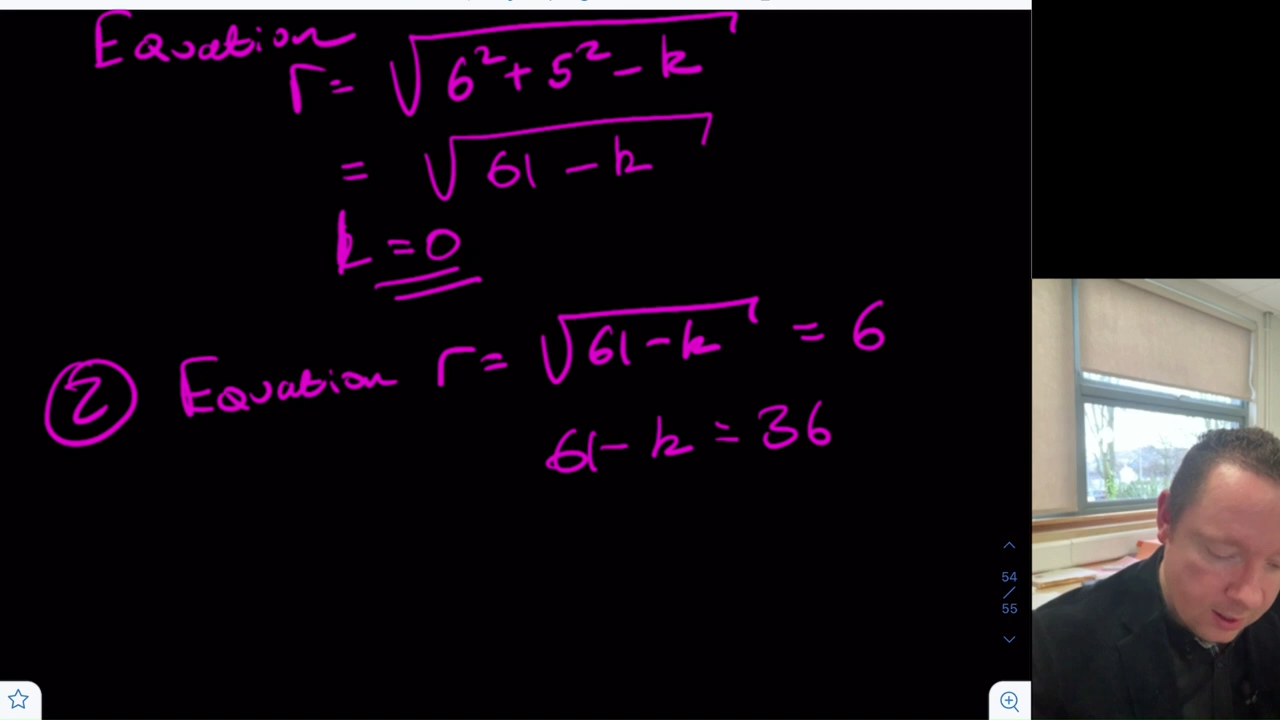 Equation
r = √6² + 5² - k
= √61 - k
k = 0
② Equation r = √61 - k = 6
61 - k = 36
54
/
55